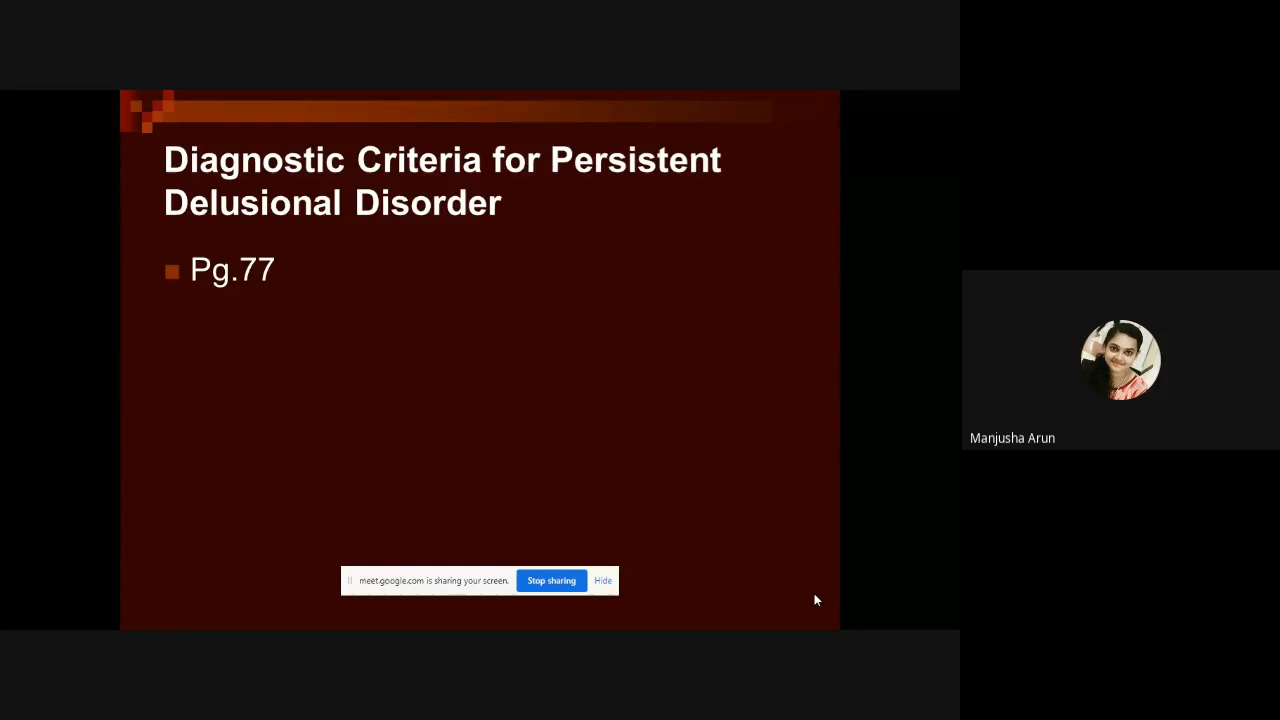 Diagnostic Criteria for Persistent
Delusional Disorder
Pg.77
meet.google.com is sharing your screen. Stop sharing Hide
Manjusha Arun